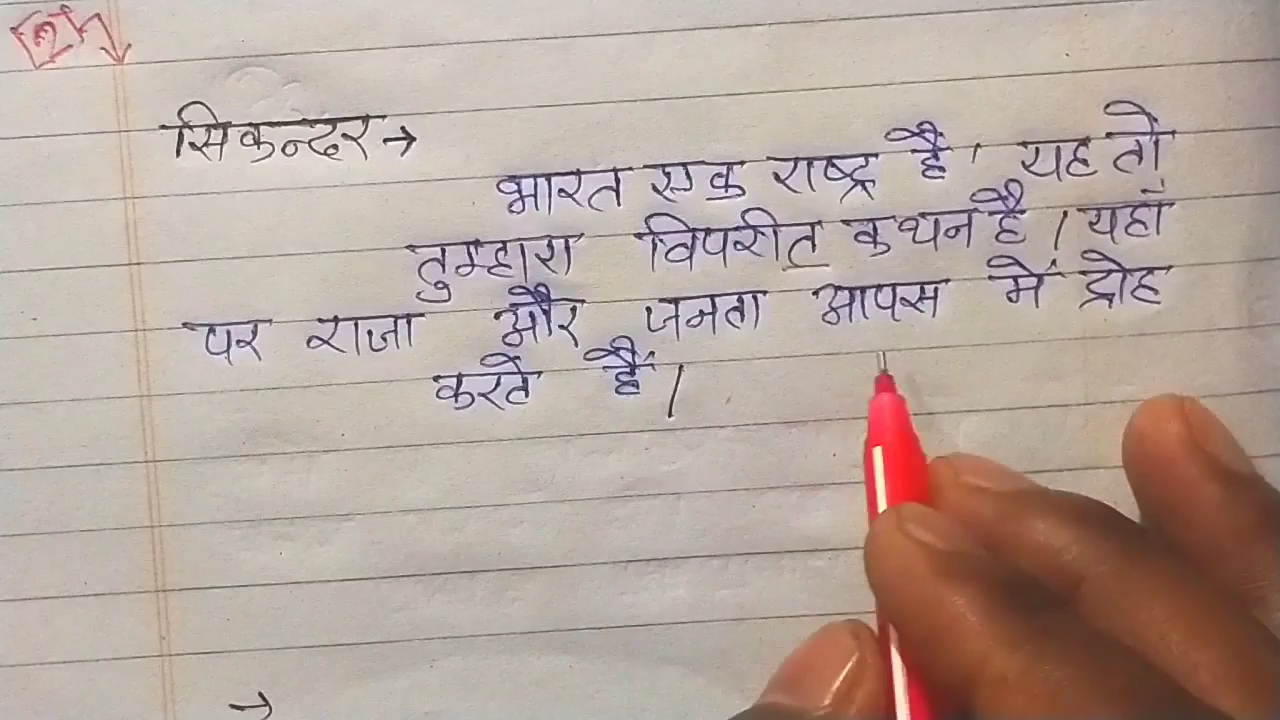 सिकन्दर →
भारत एक राष्ट्र है। यह तो
तुम्हारा विपरीत कथन है। यहाँ
पर राजा और जनता आपस में द्रोह
करते हैं।
→